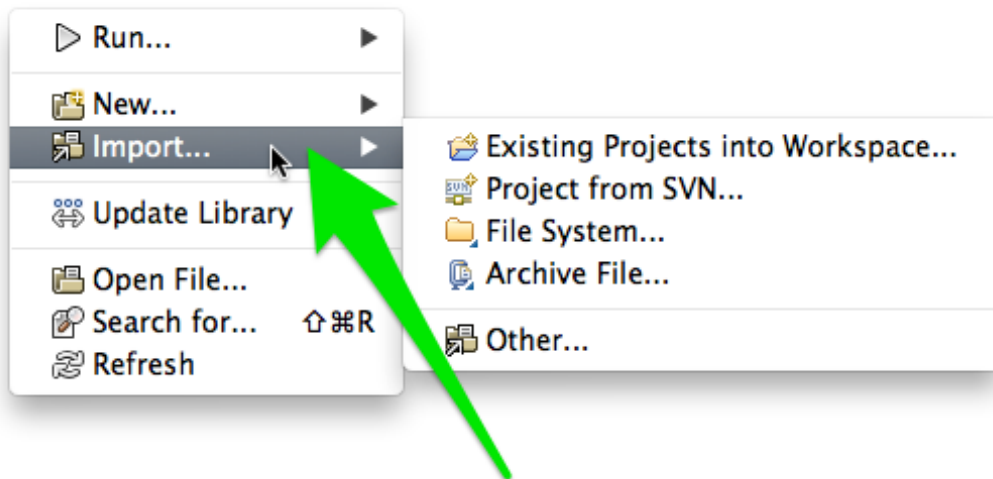 Run...
New...
Import...
Update Library
Open File...
Search for... ⇧⌘R
Refresh
Existing Projects into Workspace...
Project from SVN...
File System...
Archive File...
Other...